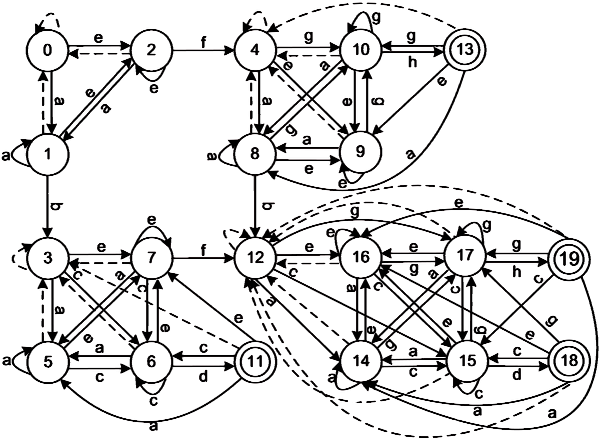 0 e 2 f 4 g 10 g 13
h
g
a e e a e a g e
a 1 a 8 a 9 a
g e
e
b b
3 e 7 f 12 e 16 e 17 g 19
e g e g h
c a c e c a c e a c g c
a 5 a 6 c 11 14 a 15 c 18
c d a c d
c c
a a a